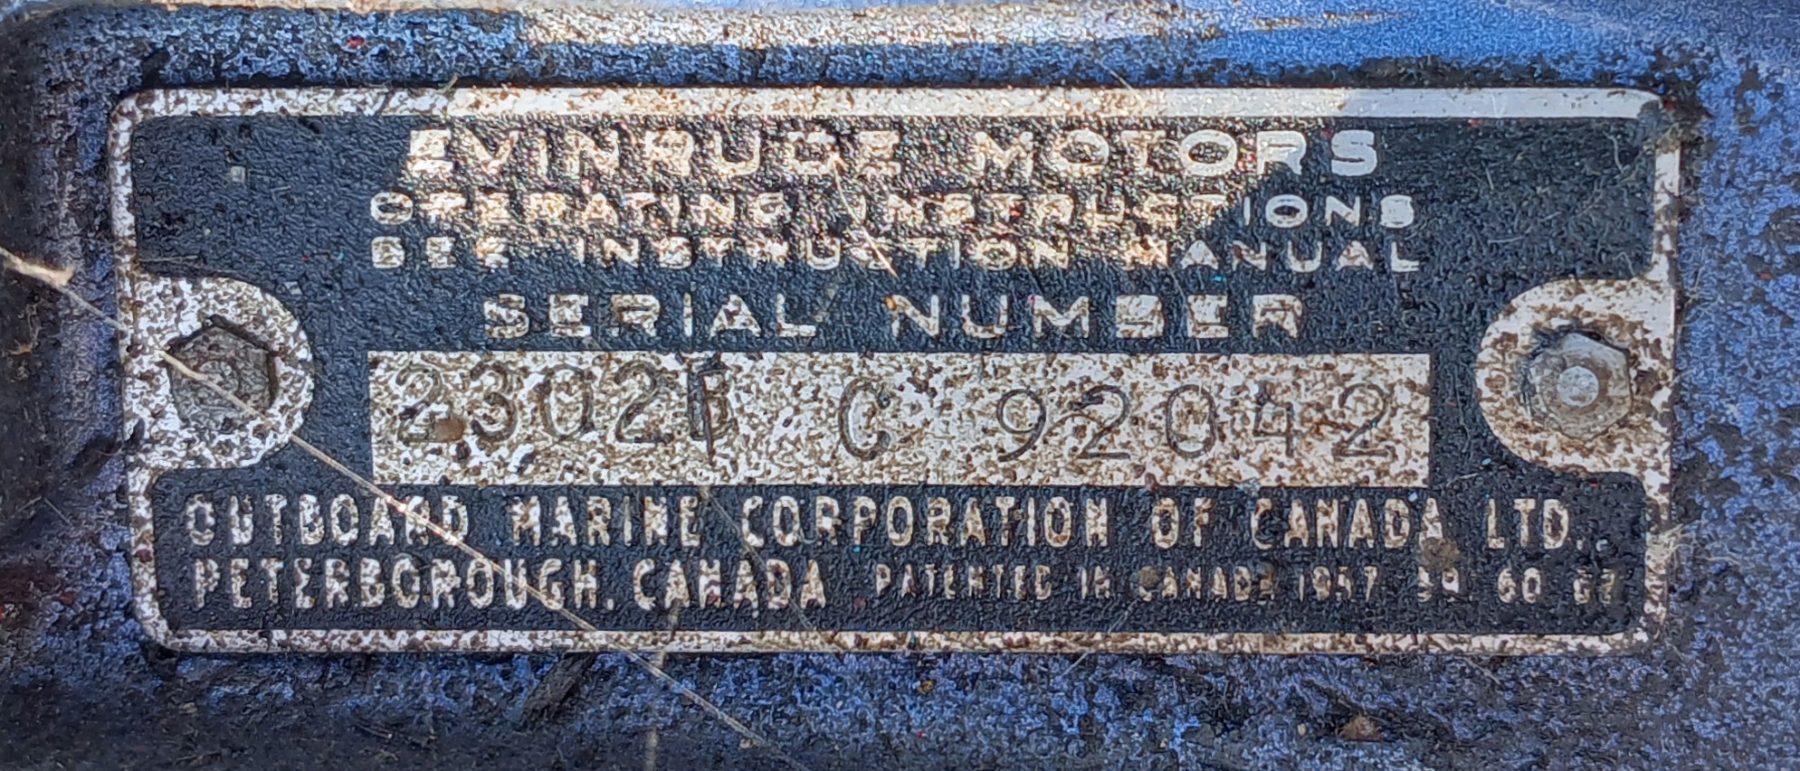 EVINRUDE MOTORS
OPERATING INSTRUCTIONS
SEE INSTRUCTION MANUAL
SERIAL NUMBER
C 92042
OUTBOARD MARINE CORPORATION OF CANADA LTD.
PETERBOROUGH, CANADA PATENTED IN CANADA 1957 59 60